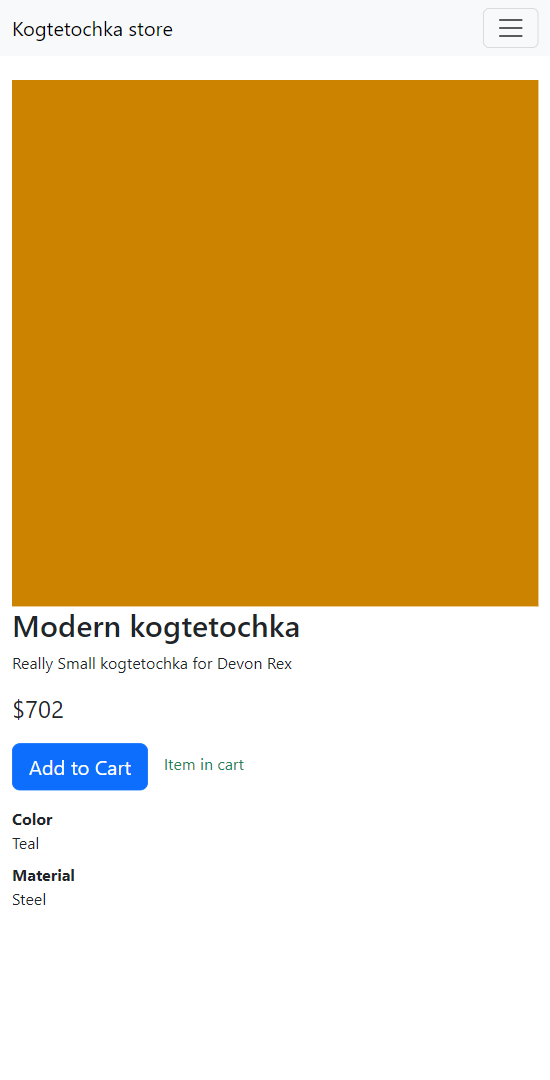 Kogtetochka store
Modern kogtetochka
Really Small kogtetochka for Devon Rex
$702
Add to Cart Item in cart
Color
Teal
Material
Steel